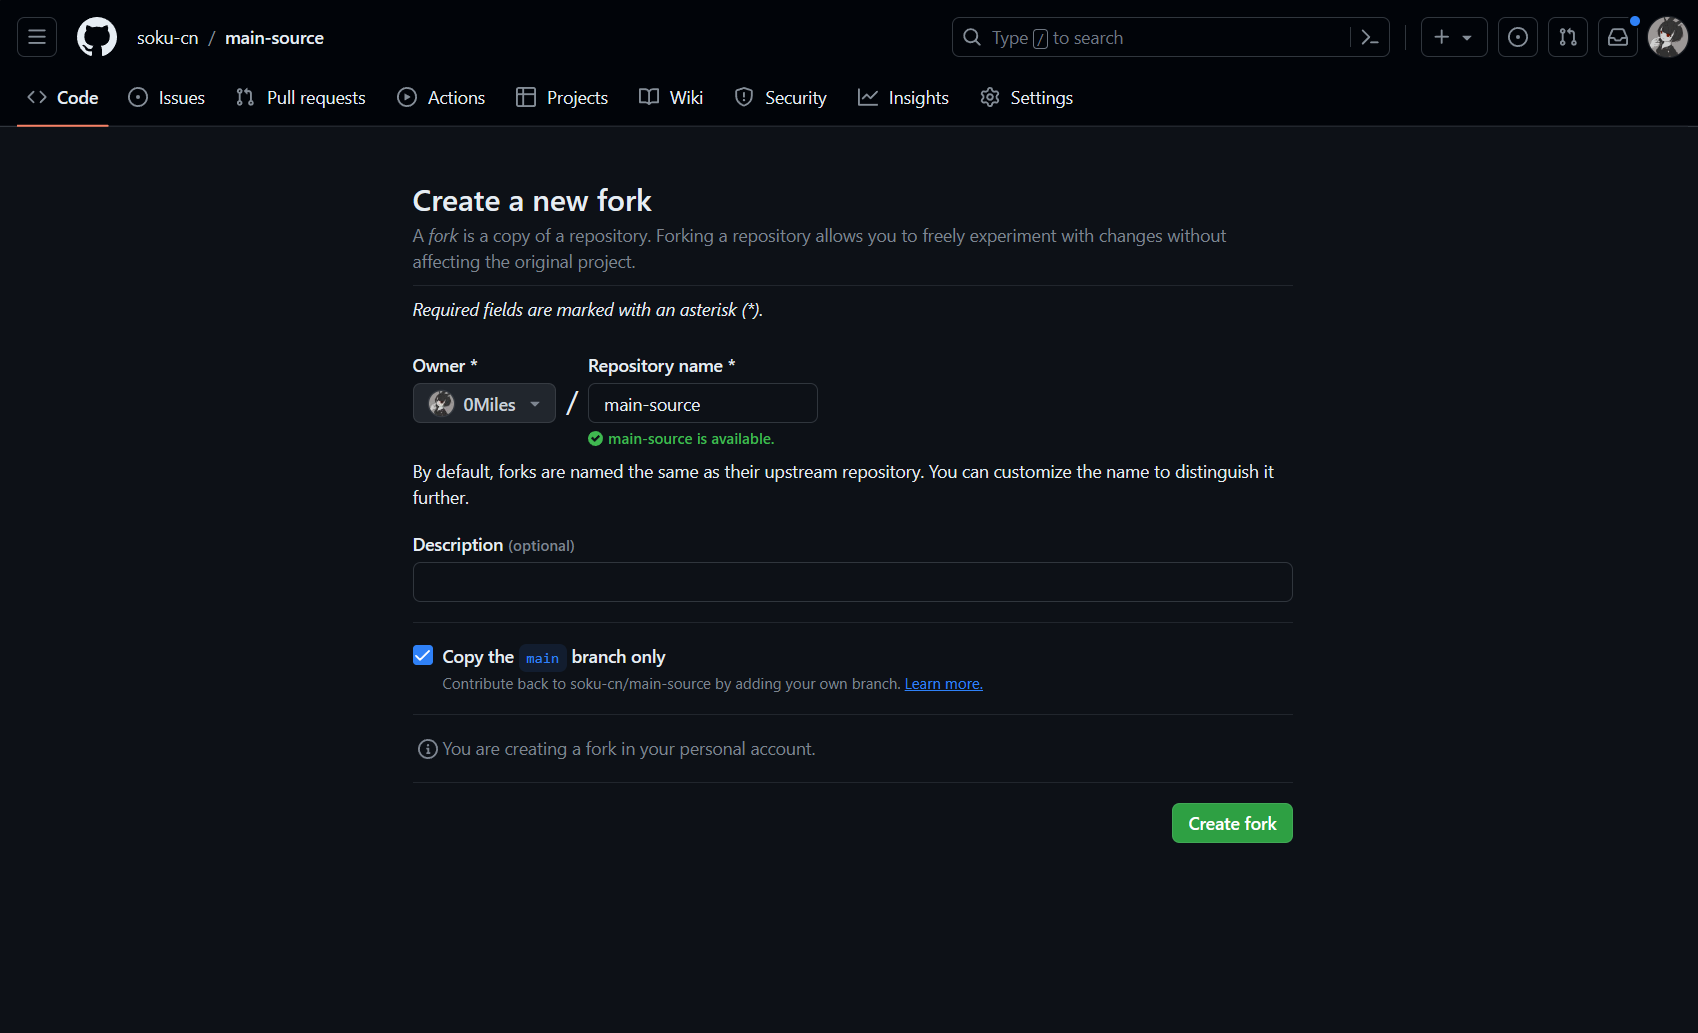 soku-cn / main-source
Type / to search
Code Issues Pull requests Actions Projects Wiki Security Insights Settings
Create a new fork
A fork is a copy of a repository. Forking a repository allows you to freely experiment with changes without
affecting the original project.
Required fields are marked with an asterisk (*).
Owner * Repository name *
0Miles / main-source
main-source is available.
By default, forks are named the same as their upstream repository. You can customize the name to distinguish it
further.
Description (optional)
Copy the main branch only
Contribute back to soku-cn/main-source by adding your own branch. Learn more.
You are creating a fork in your personal account.
Create fork